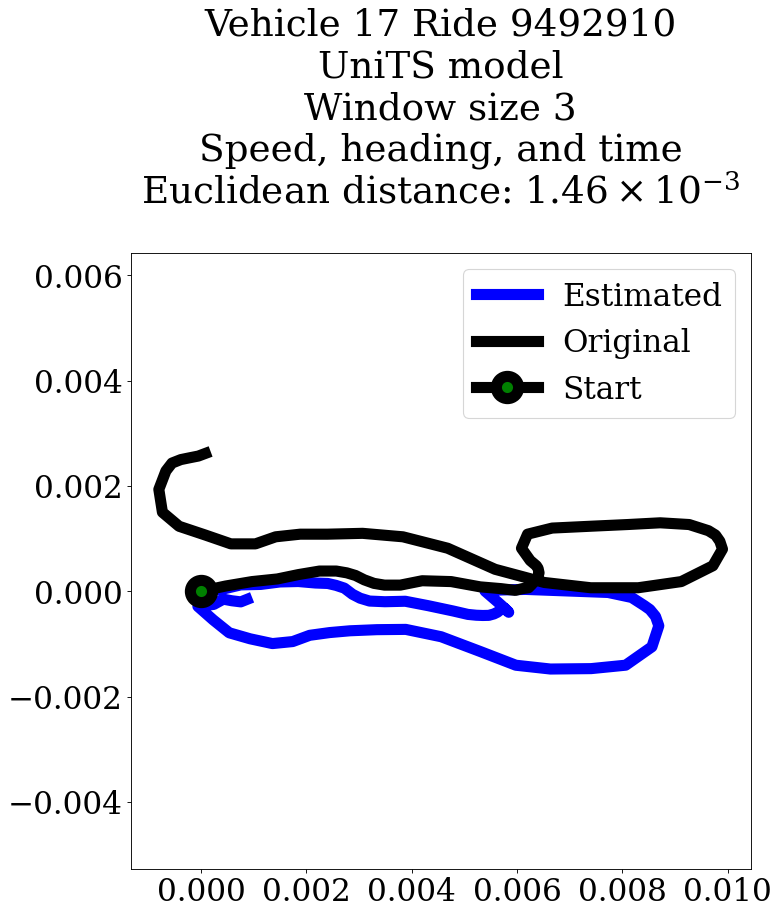 Vehicle 17 Ride 9492910
UniTS model
Window size 3
Speed, heading, and time
Euclidean distance: 1.46 × 10⁻³
Estimated
Original
Start
0.006
0.004
0.002
0.000
−0.002
−0.004
0.000 0.002 0.004 0.006 0.008 0.010